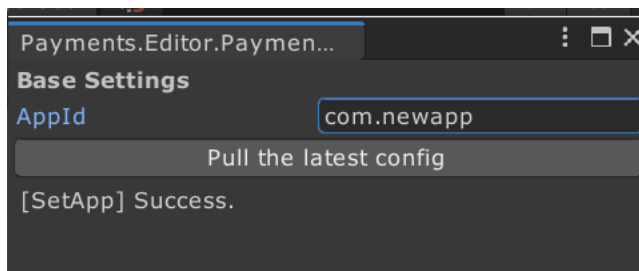 Payments.Editor.Paymen...
Base Settings
AppId com.newapp
Pull the latest config
[SetApp] Success.